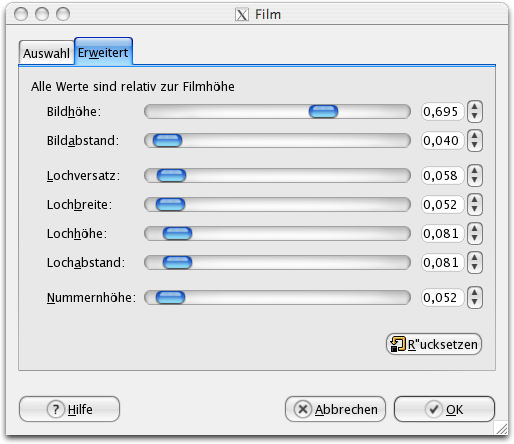 Film
Auswahl Erweitert
Alle Werte sind relativ zur Filmhöhe
Bildhöhe: 0,695
Bildabstand: 0,040
Lochversatz: 0,058
Lochbreite: 0,052
Lochhöhe: 0,081
Lochabstand: 0,081
Nummernhöhe: 0,052
R"ucksetzen
Hilfe Abbrechen OK